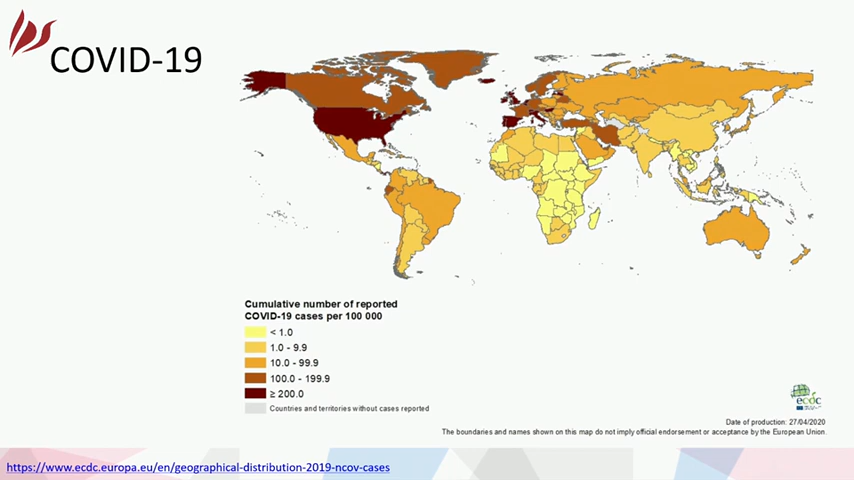 COVID-19
Cumulative number of reported
COVID-19 cases per 100 000
< 1.0
1.0 - 9.9
10.0 - 99.9
100.0 - 199.9
≥ 200.0
Countries and territories without cases reported
ecdc
Date of production: 27/04/2020
The boundaries and names shown on this map do not imply official endorsement or acceptance by the European Union.
https://www.ecdc.europa.eu/en/geographical-distribution-2019-ncov-cases